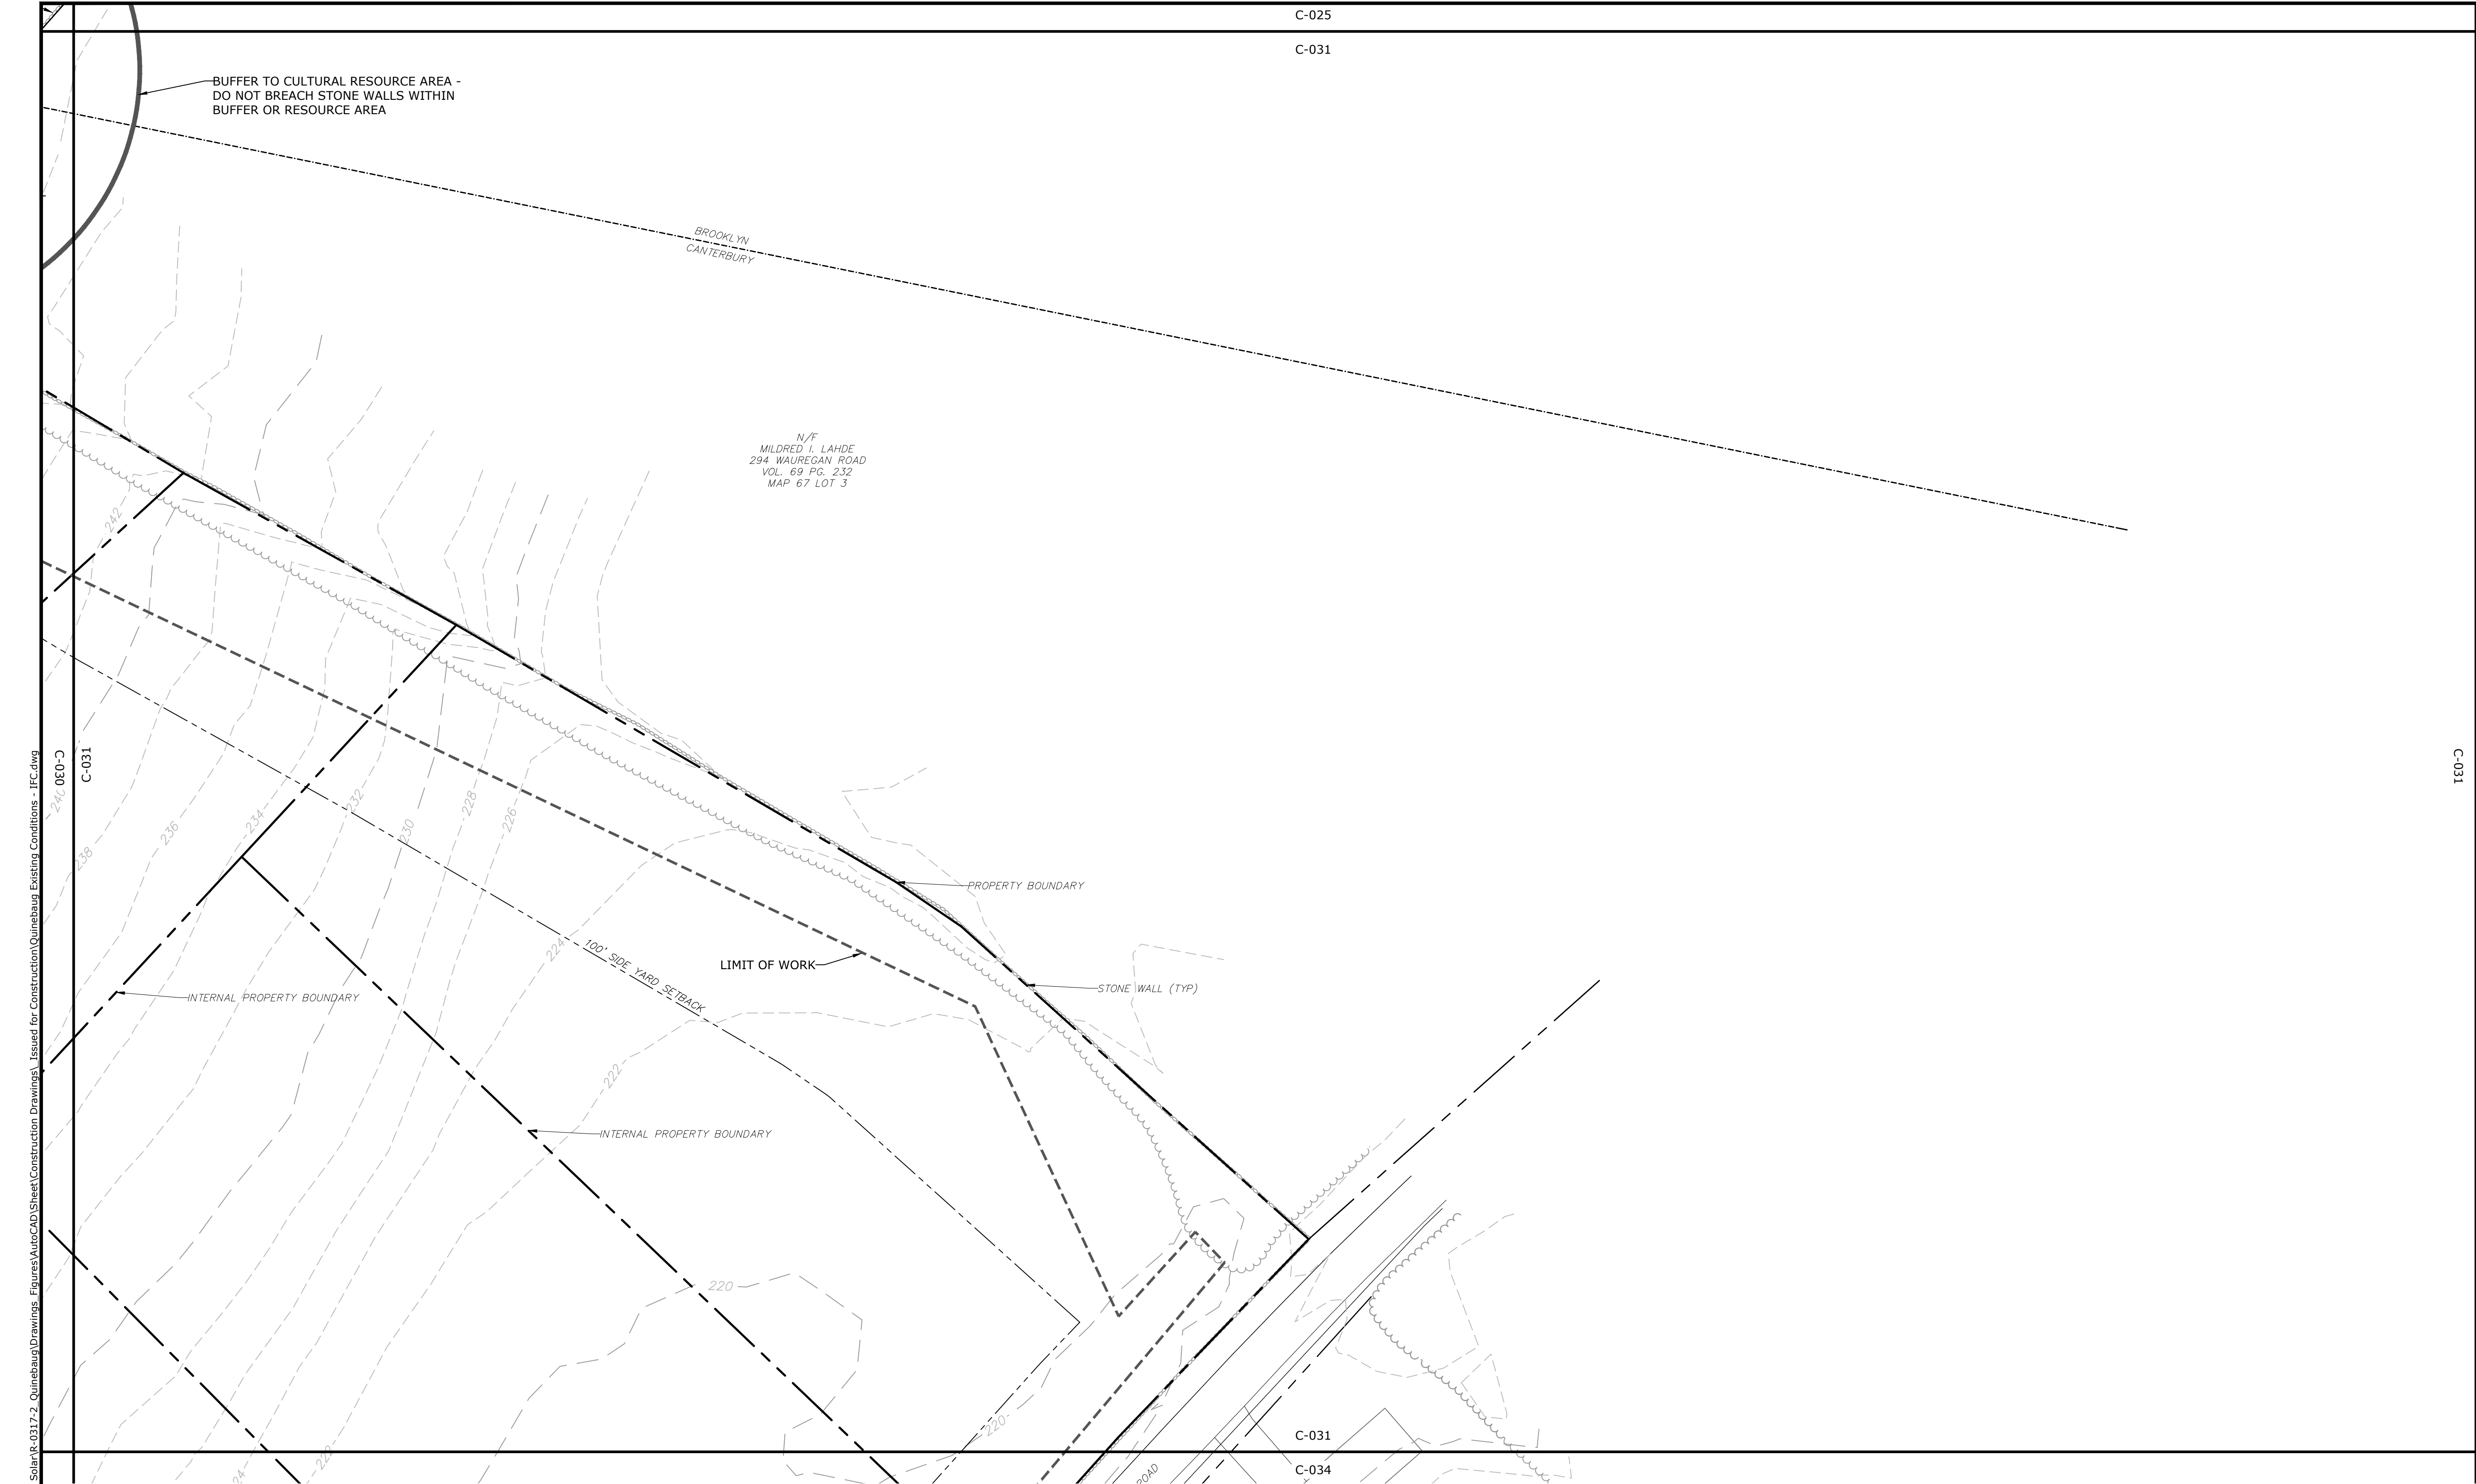 C-025
C-031
BUFFER TO CULTURAL RESOURCE AREA -
DO NOT BREACH STONE WALLS WITHIN
BUFFER OR RESOURCE AREA
BROOKLYN
CANTERBURY
N/F
MILDRED I. LAHDE
294 WAUREGAN ROAD
VOL. 69 PG. 232
MAP 67 LOT 3
242
C-030
C-031
C-031
240
238
236
234
232
230
228
226
224
222
PROPERTY BOUNDARY
100' SIDE YARD SETBACK
LIMIT OF WORK
STONE WALL (TYP)
INTERNAL PROPERTY BOUNDARY
INTERNAL PROPERTY BOUNDARY
220
220
222
24
C-031
C-034
ROAD
Solar\R-0317-2_Quinebaug\Drawings_Figures\AutoCAD\Sheet\Construction Drawings\_Issued for Construction\Quinebaug Existing Conditions - IFC.dwg